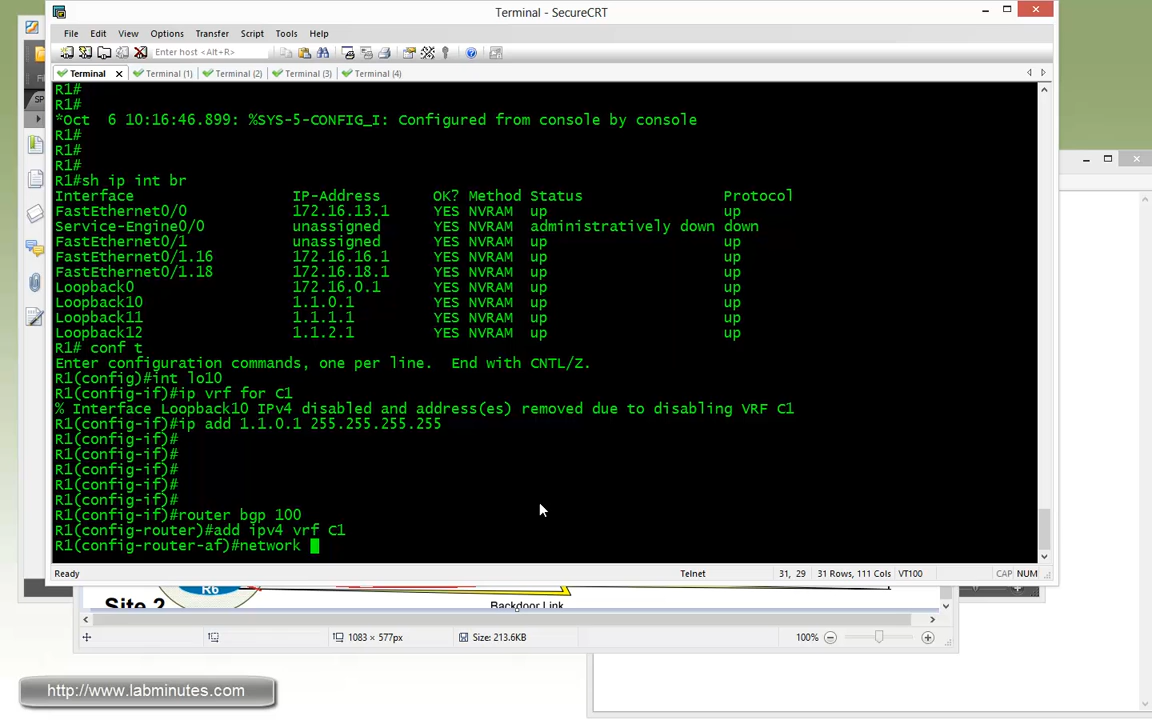 Terminal - SecureCRT
File Edit View Options Transfer Script Tools Help
Enter host <Alt+R>
Terminal Terminal (1) Terminal (2) Terminal (3) Terminal (4)
R1#
R1#
*Oct  6 10:16:46.899: %SYS-5-CONFIG_I: Configured from console by console
R1#
R1#
R1#
R1#sh ip int br
Interface IP-Address OK? Method Status Protocol
FastEthernet0/0 172.16.13.1 YES NVRAM up up
Service-Engine0/0 unassigned YES NVRAM administratively down down
FastEthernet0/1 unassigned YES NVRAM up up
FastEthernet0/1.16 172.16.16.1 YES NVRAM up up
FastEthernet0/1.18 172.16.18.1 YES NVRAM up up
Loopback0 172.16.0.1 YES NVRAM up up
Loopback10 1.1.0.1 YES NVRAM up up
Loopback11 1.1.1.1 YES NVRAM up up
Loopback12 1.1.2.1 YES NVRAM up up
R1# conf t
Enter configuration commands, one per line.  End with CNTL/Z.
R1(config)#int lo10
R1(config-if)#ip vrf for C1
% Interface Loopback10 IPv4 disabled and address(es) removed due to disabling VRF C1
R1(config-if)#ip add 1.1.0.1 255.255.255.255
R1(config-if)#
R1(config-if)#
R1(config-if)#
R1(config-if)#
R1(config-if)#
R1(config-if)#router bgp 100
R1(config-router)#add ipv4 vrf C1
R1(config-router-af)#network
Ready Telnet 31, 29 31 Rows, 111 Cols VT100 CAP NUM
R6
Site 2
Backdoor Link
1083 × 577px Size: 213.6KB 100%
http://www.labminutes.com